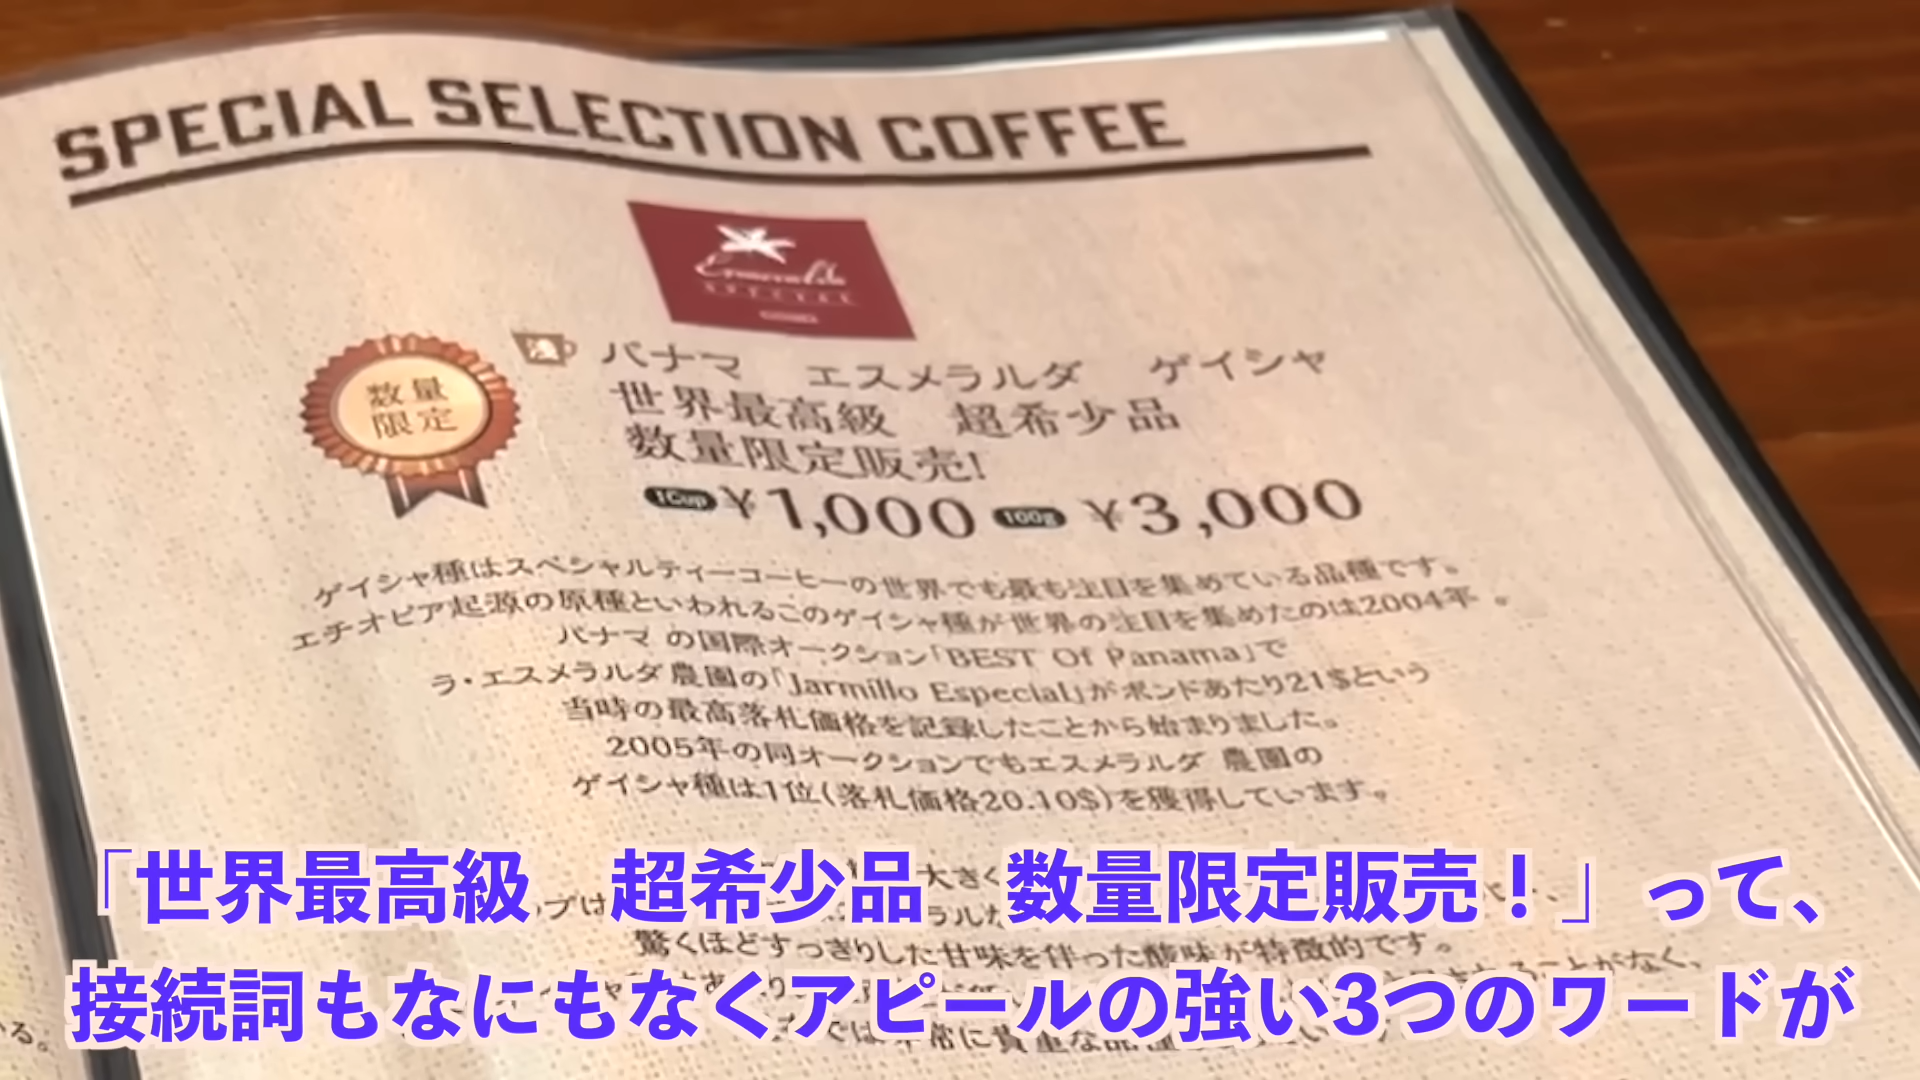 SPECIAL SELECTION COFFEE
Esmeralda
SPECIAL
数量
限定
パナマ エスメラルダ ゲイシャ
世界最高級 超希少品
数量限定販売!
1Cup ¥1,000 100g ¥3,000
ゲイシャ種はスペシャルティーコーヒーの世界でも最も注目を集めている品種です。
エチオピア起源の原種といわれるこのゲイシャ種が世界の注目を集めたのは2004年。
パナマ の国際オークション「BEST Of Panama」で
ラ・エスメラルダ農園の「Jarmillo Especial」がポンドあたり21$という
当時の最高落札価格を記録したことから始まりました。
2005年の同オークションでもエスメラルダ 農園の
ゲイシャ種は1位(落札価格20.10$)を獲得しています。
大きく
驚くほどすっきりした甘味を伴った酸味が特徴的です。
「世界最高級 超希少品 数量限定販売！」って、
接続詞もなにもなくアピールの強い3つのワードが